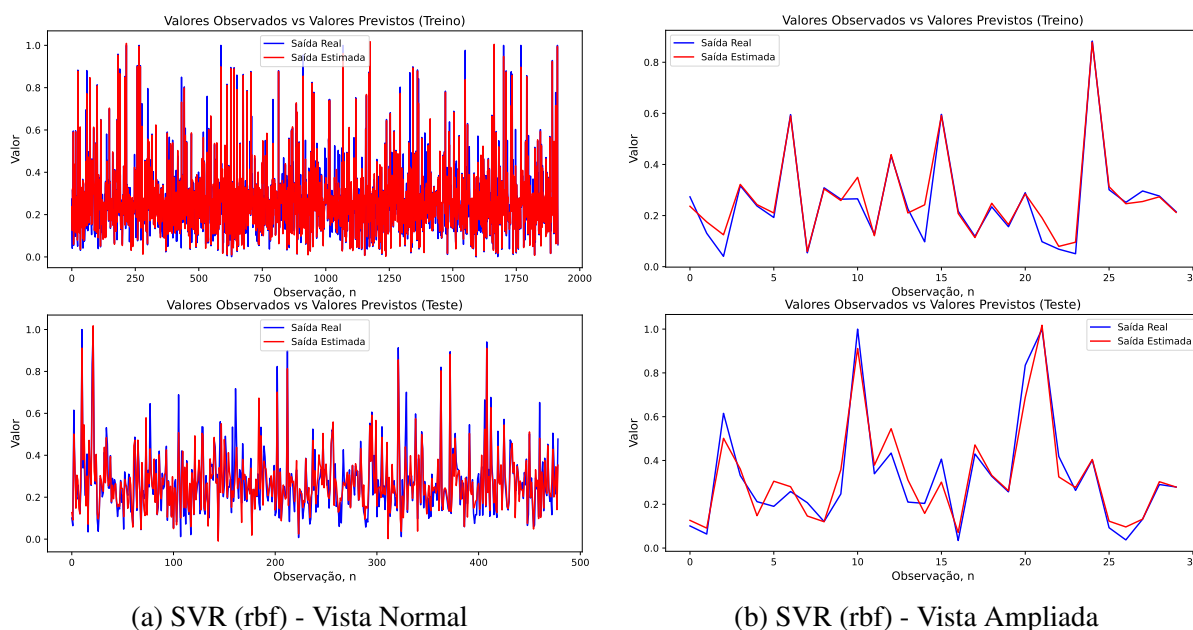 Valores Observados vs Valores Previstos (Treino)
Saída Real
Saída Estimada
Valor
1.0
0.8
0.6
0.4
0.2
0.0
0
250
500
750
1000
1250
1500
1750
2000
Observação, n
Valores Observados vs Valores Previstos (Teste)
Saída Real
Saída Estimada
Valor
1.0
0.8
0.6
0.4
0.2
0.0
0
100
200
300
400
500
Observação, n
(a) SVR (rbf) - Vista Normal
Valores Observados vs Valores Previstos (Treino)
Saída Real
Saída Estimada
Valor
0.8
0.6
0.4
0.2
0.0
0
5
10
15
20
25
Observação, n
Valores Observados vs Valores Previstos (Teste)
Saída Real
Saída Estimada
Valor
1.0
0.8
0.6
0.4
0.2
0.0
0
5
10
15
20
25
Observação, n
(b) SVR (rbf) - Vista Ampliada